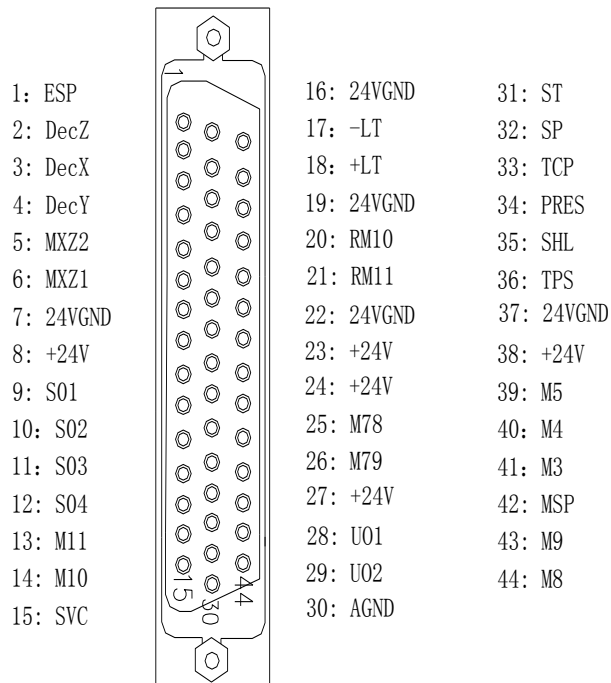 1: ESP
2: DecZ
3: DecX
4: DecY
5: MXZ2
6: MXZ1
7: 24VGND
8: +24V
9: S01
10: S02
11: S03
12: S04
13: M11
14: M10
15: SVC
1
15
30
44
16: 24VGND
17: -LT
18: +LT
19: 24VGND
20: RM10
21: RM11
22: 24VGND
23: +24V
24: +24V
25: M78
26: M79
27: +24V
28: UO1
29: UO2
30: AGND
31: ST
32: SP
33: TCP
34: PRES
35: SHL
36: TPS
37: 24VGND
38: +24V
39: M5
40: M4
41: M3
42: MSP
43: M9
44: M8